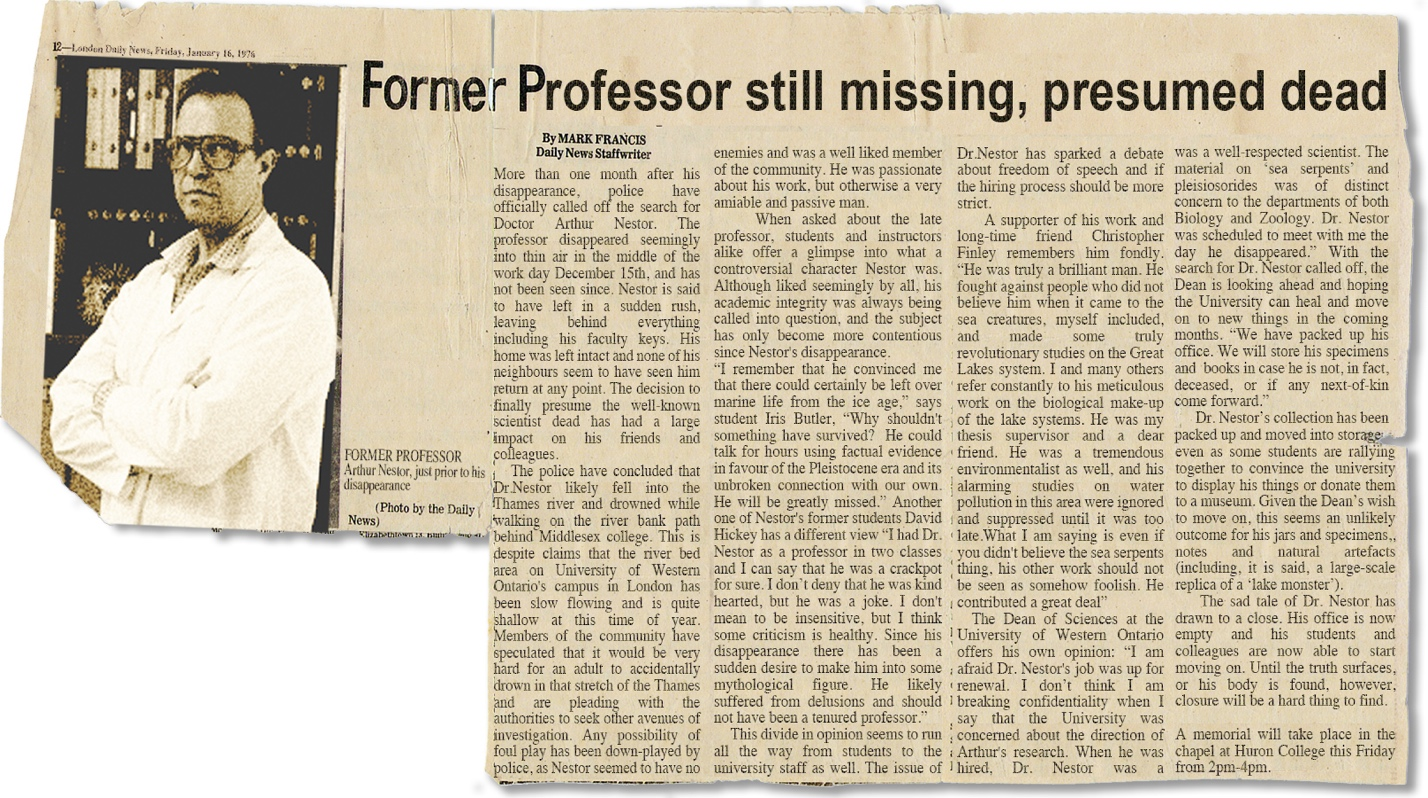 12—London Daily News, Friday, January 16, 1976
Former Professor still missing, presumed dead
FORMER PROFESSOR
Arthur Nestor, just prior to his
disappearance
(Photo by the Daily
News)
By MARK FRANCIS
Daily News Staffwriter
More than one month after his
disappearance, police have
officially called off the search for
Doctor Arthur Nestor. The
professor disappeared seemingly
into thin air in the middle of the
work day December 15th, and has
not been seen since. Nestor is said
to have left in a sudden rush,
leaving behind everything
including his faculty keys. His
home was left intact and none of his
neighbours seem to have seen him
return at any point. The decision to
finally presume the well-known
scientist dead has had a large
impact on his friends and
colleagues.
The police have concluded that
Dr.Nestor likely fell into the
Thames river and drowned while
walking on the river bank path
behind Middlesex college. This is
despite claims that the river bed
area on University of Western
Ontario's campus in London has
been slow flowing and is quite
shallow at this time of year.
Members of the community have
speculated that it would be very
hard for an adult to accidentally
drown in that stretch of the Thames
and are pleading with the
authorities to seek other avenues of
investigation. Any possibility of
foul play has been down-played by
police, as Nestor seemed to have no
enemies and was a well liked member
of the community. He was passionate
about his work, but otherwise a very
amiable and passive man.
When asked about the late
professor, students and instructors
alike offer a glimpse into what a
controversial character Nestor was.
Although liked seemingly by all, his
academic integrity was always being
called into question, and the subject
has only become more contentious
since Nestor's disappearance.
“I remember that he convinced me
that there could certainly be left over
marine life from the ice age,” says
student Iris Butler, “Why shouldn't
something have survived? He could
talk for hours using factual evidence
in favour of the Pleistocene era and its
unbroken connection with our own.
He will be greatly missed.” Another
one of Nestor's former students David
Hickey has a different view “I had Dr.
Nestor as a professor in two classes
and I can say that he was a crackpot
for sure. I don’t deny that he was kind
hearted, but he was a joke. I don't
mean to be insensitive, but I think
some criticism is healthy. Since his
disappearance there has been a
sudden desire to make him into some
mythological figure. He likely
suffered from delusions and should
not have been a tenured professor.”
This divide in opinion seems to run
all the way from students to the
university staff as well. The issue of
Dr.Nestor has sparked a debate
about freedom of speech and if
the hiring process should be more
strict.
A supporter of his work and
long-time friend Christopher
Finley remembers him fondly.
“He was truly a brilliant man. He
fought against people who did not
believe him when it came to the
sea creatures, myself included,
and made some truly
revolutionary studies on the Great
Lakes system. I and many others
refer constantly to his meticulous
work on the biological make-up
of the lake systems. He was my
thesis supervisor and a dear
friend. He was a tremendous
environmentalist as well, and his
alarming studies on water
pollution in this area were ignored
and suppressed until it was too
late.What I am saying is even if
you didn't believe the sea serpents
thing, his other work should not
be seen as somehow foolish. He
contributed a great deal”
The Dean of Sciences at the
University of Western Ontario
offers his own opinion: “I am
afraid Dr. Nestor's job was up for
renewal. I don’t think I am
breaking confidentiality when I
say that the University was
concerned about the direction of
Arthur's research. When he was
hired, Dr. Nestor was a
was a well-respected scientist. The
material on ‘sea serpents’ and
pleisiosorides was of distinct
concern to the departments of both
Biology and Zoology. Dr. Nestor
was scheduled to meet with me the
day he disappeared.” With the
search for Dr. Nestor called off, the
Dean is looking ahead and hoping
the University can heal and move
on to new things in the coming
months. “We have packed up his
office. We will store his specimens
and books in case he is not, in fact,
deceased, or if any next-of-kin
come forward.”
Dr. Nestor’s collection has been
packed up and moved into storage,
even as some students are rallying
together to convince the university
to display his things or donate them
to a museum. Given the Dean’s wish
to move on, this seems an unlikely
outcome for his jars and specimens,,
notes and natural artefacts
(including, it is said, a large-scale
replica of a ‘lake monster’).
The sad tale of Dr. Nestor has
drawn to a close. His office is now
empty and his students and
colleagues are now able to start
moving on. Until the truth surfaces,
or his body is found, however,
closure will be a hard thing to find.
A memorial will take place in the
chapel at Huron College this Friday
from 2pm-4pm.